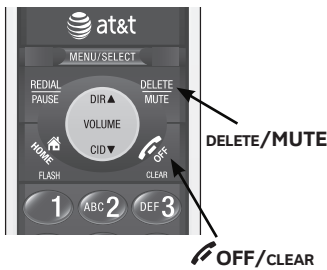 at&t
MENU/SELECT
REDIAL
PAUSE
DELETE
MUTE
DIR▲
VOLUME
CID▼
HOME
FLASH
OFF
CLEAR
1
ABC 2
DEF 3
DELETE/MUTE
OFF/CLEAR